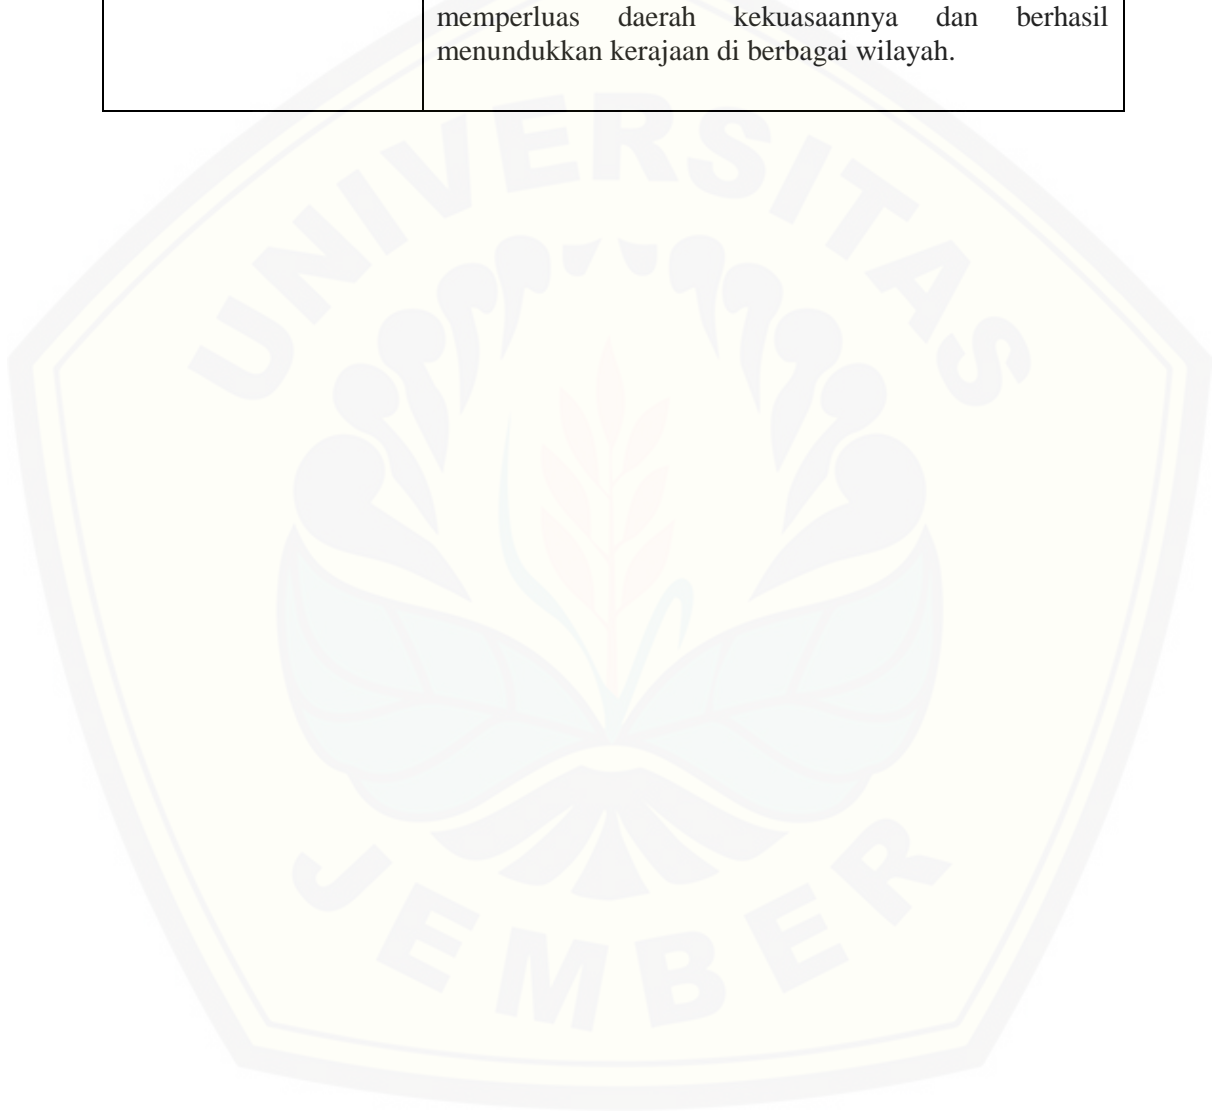 memperluas daerah kekuasaannya dan berhasil
menundukkan kerajaan di berbagai wilayah.
UNIVERSITAS
JEMBER